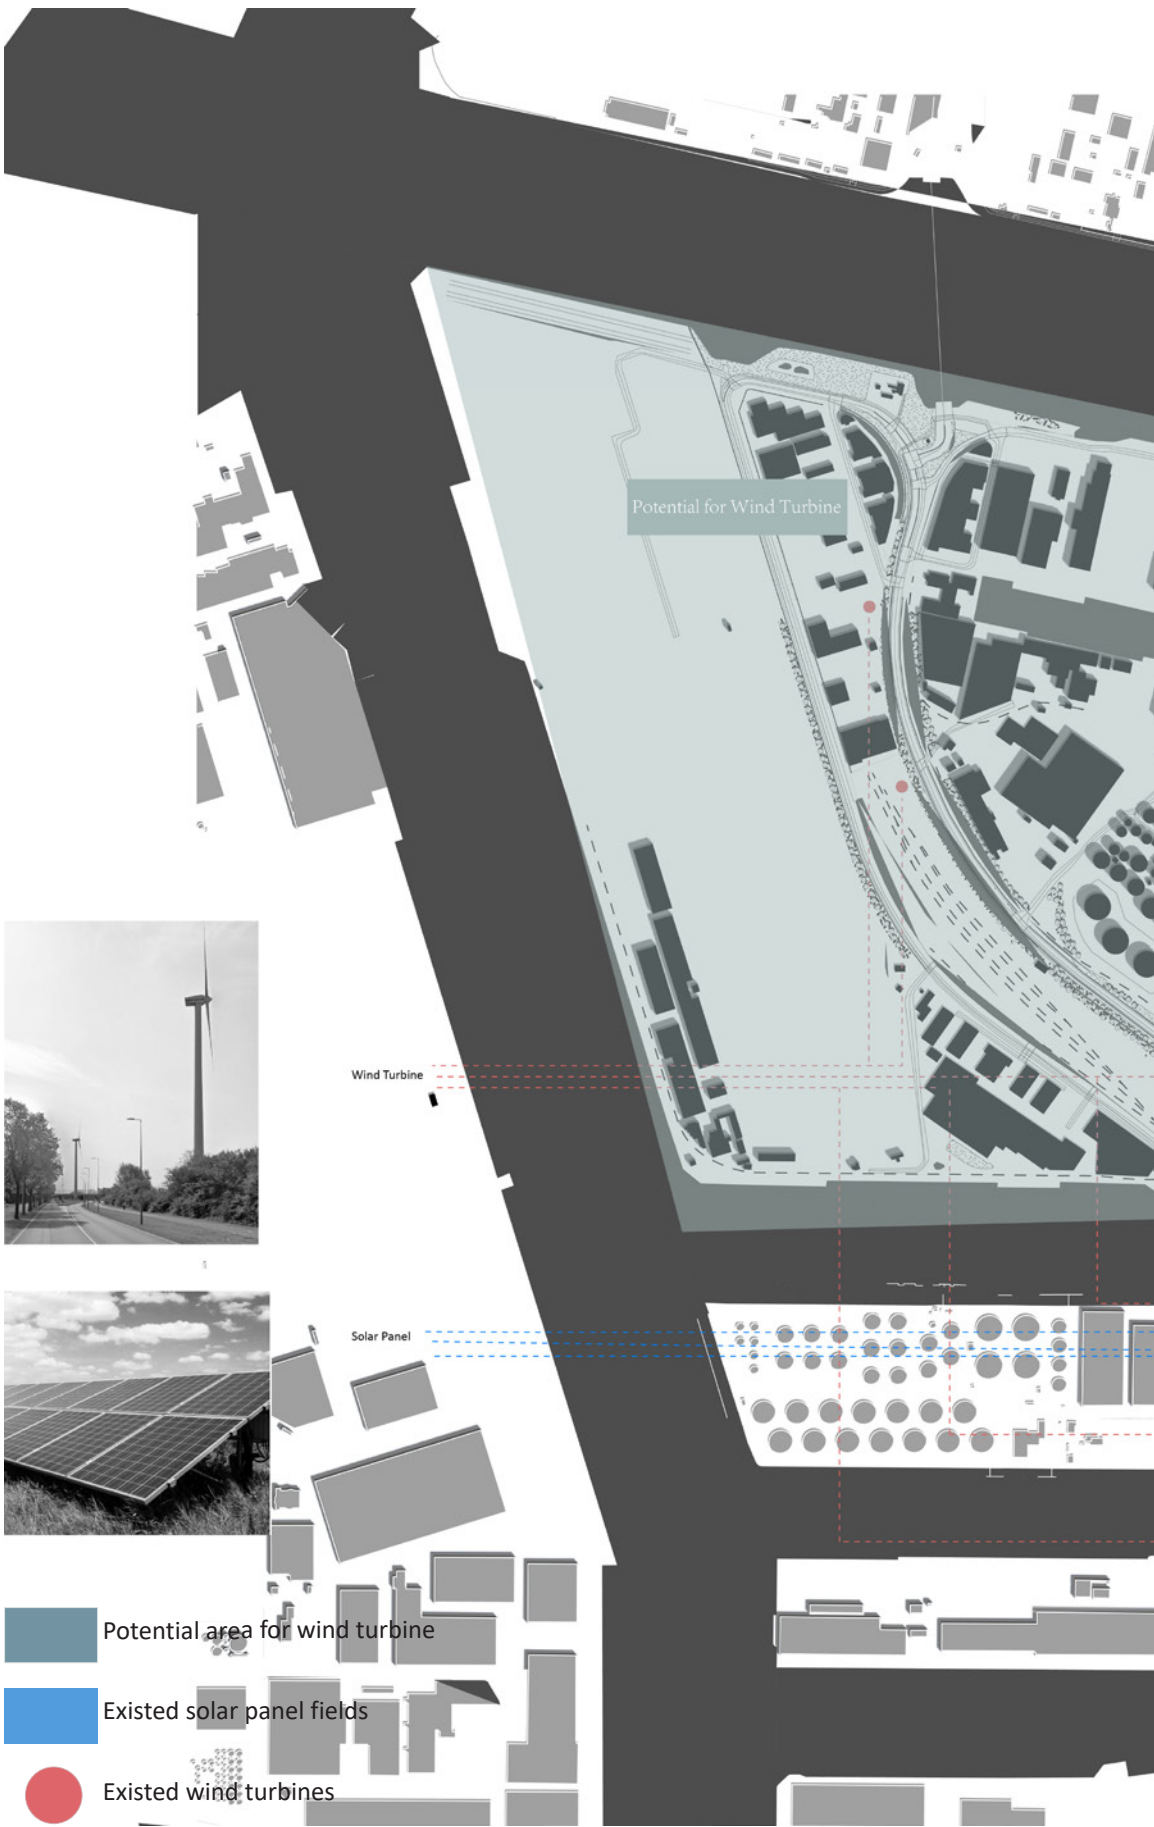 Potential for Wind Turbine
Wind Turbine
Solar Panel
Potential area for wind turbine
Existed solar panel fields
Existed wind turbines